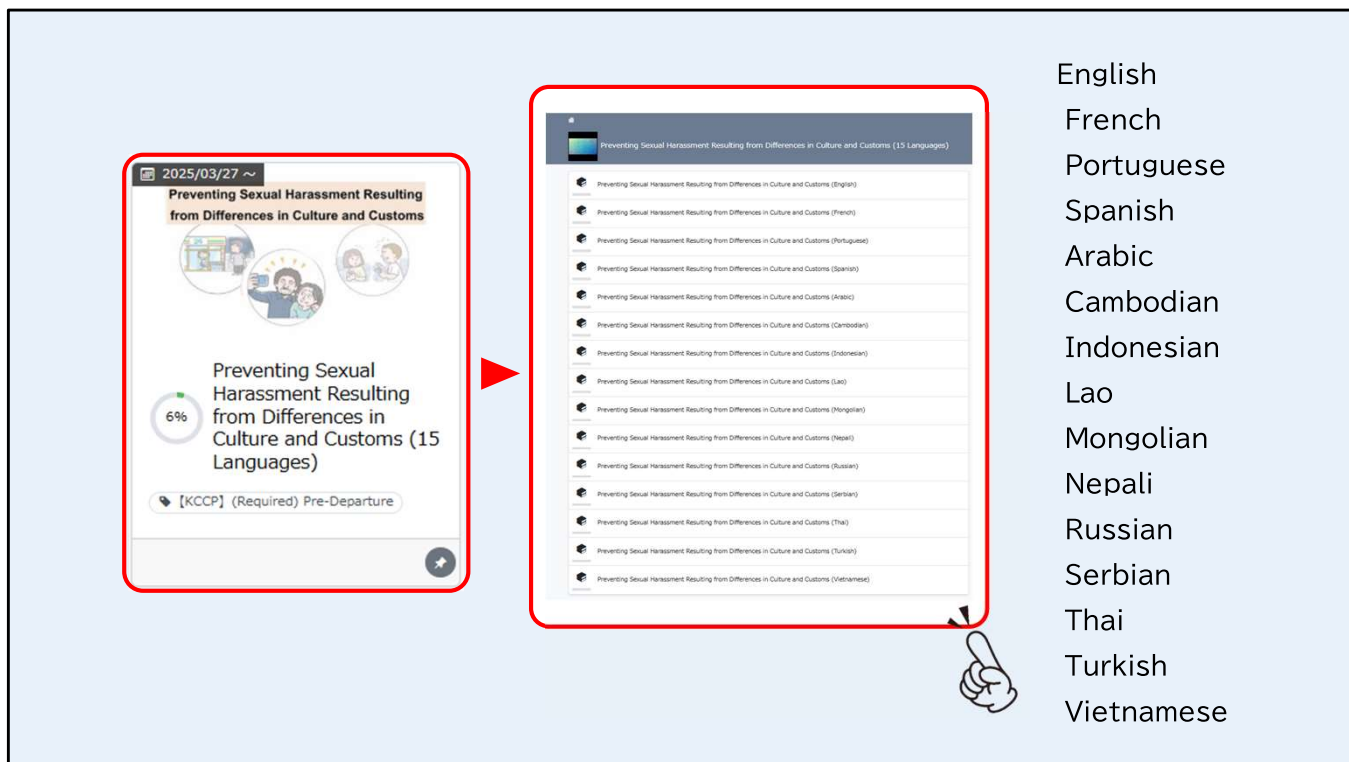 2025/03/27 ～
Preventing Sexual Harassment Resulting
from Differences in Culture and Customs
6%
Preventing Sexual
Harassment Resulting
from Differences in
Culture and Customs (15
Languages)
【KCCP】(Required) Pre-Departure
Preventing Sexual Harassment Resulting from Differences in Culture and Customs (15 Languages)
Preventing Sexual Harassment Resulting from Differences in Culture and Customs (English)
Preventing Sexual Harassment Resulting from Differences in Culture and Customs (French)
Preventing Sexual Harassment Resulting from Differences in Culture and Customs (Portuguese)
Preventing Sexual Harassment Resulting from Differences in Culture and Customs (Spanish)
Preventing Sexual Harassment Resulting from Differences in Culture and Customs (Arabic)
Preventing Sexual Harassment Resulting from Differences in Culture and Customs (Cambodian)
Preventing Sexual Harassment Resulting from Differences in Culture and Customs (Indonesian)
Preventing Sexual Harassment Resulting from Differences in Culture and Customs (Lao)
Preventing Sexual Harassment Resulting from Differences in Culture and Customs (Mongolian)
Preventing Sexual Harassment Resulting from Differences in Culture and Customs (Nepali)
Preventing Sexual Harassment Resulting from Differences in Culture and Customs (Russian)
Preventing Sexual Harassment Resulting from Differences in Culture and Customs (Serbian)
Preventing Sexual Harassment Resulting from Differences in Culture and Customs (Thai)
Preventing Sexual Harassment Resulting from Differences in Culture and Customs (Turkish)
Preventing Sexual Harassment Resulting from Differences in Culture and Customs (Vietnamese)
English
French
Portuguese
Spanish
Arabic
Cambodian
Indonesian
Lao
Mongolian
Nepali
Russian
Serbian
Thai
Turkish
Vietnamese